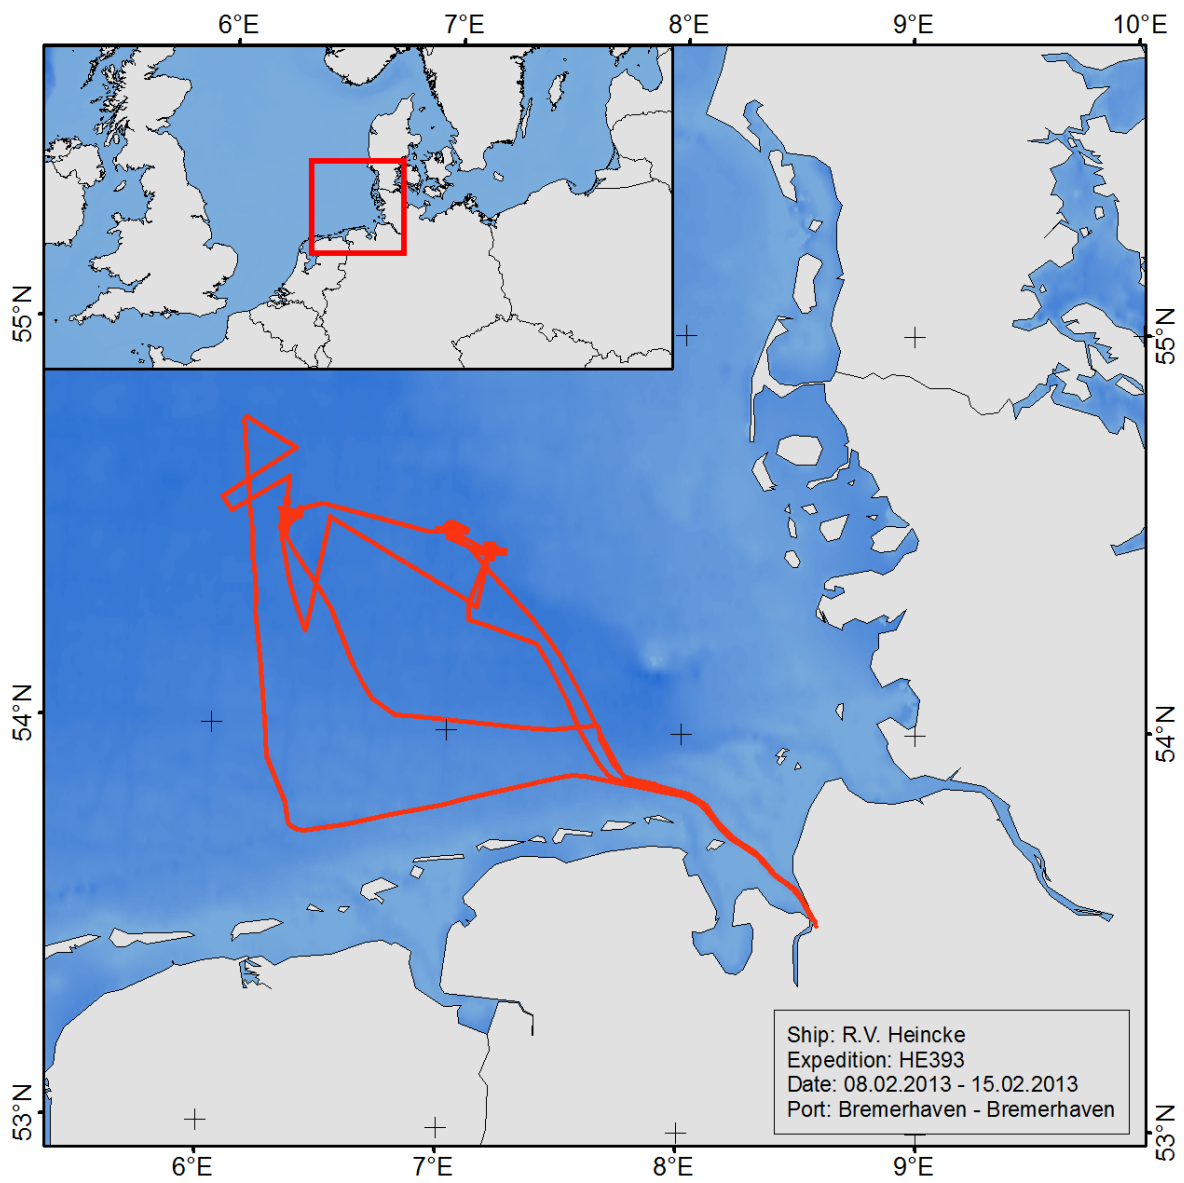 6°E 7°E 8°E 9°E 10°E
55°N 55°N
54°N 54°N
Ship: R.V. Heincke
Expedition: HE393
Date: 08.02.2013 - 15.02.2013
Port: Bremerhaven - Bremerhaven
53°N 53°N
6°E 7°E 8°E 9°E